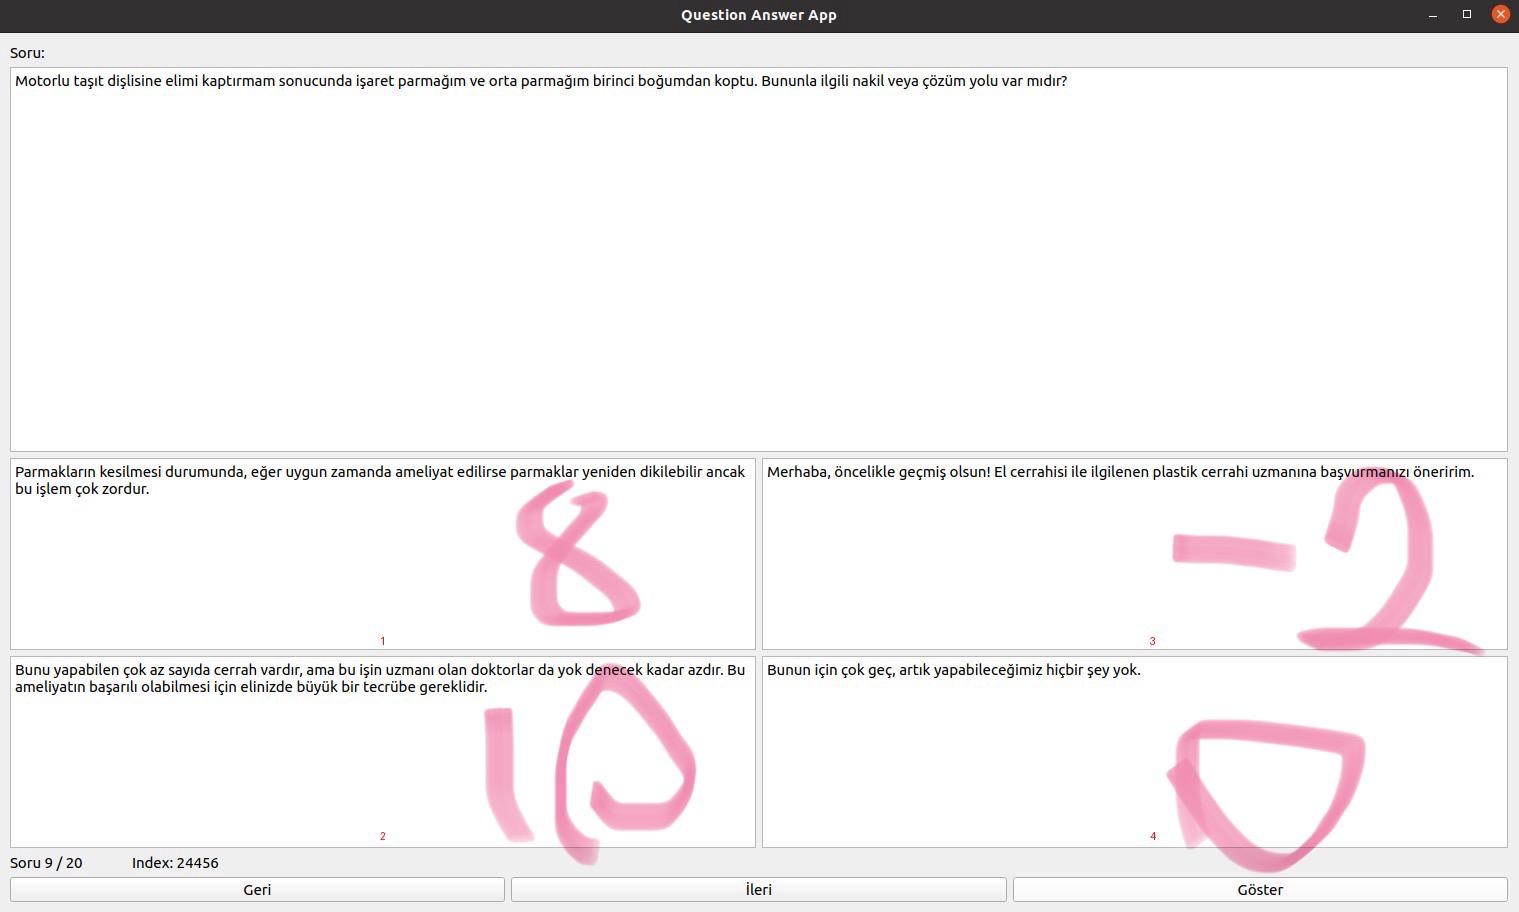 Question Answer App
Soru:
Motorlu taşıt dişlisine elimi kaptırmam sonucunda işaret parmağım ve orta parmağım birinci boğumdan koptu. Bununla ilgili nakil veya çözüm yolu var mıdır?
Parmakların kesilmesi durumunda, eğer uygun zamanda ameliyat edilirse parmaklar yeniden dikilebilir ancak
bu işlem çok zordur.
8
1
Merhaba, öncelikle geçmiş olsun! El cerrahisi ile ilgilenen plastik cerrahi uzmanına başvurmanızı öneririm.
-2
3
Bunu yapabilen çok az sayıda cerrah vardır, ama bu işin uzmanı olan doktorlar da yok denecek kadar azdır. Bu
ameliyatın başarılı olabilmesi için elinizde büyük bir tecrübe gereklidir.
10
2
Bunun için çok geç, artık yapabileceğimiz hiçbir şey yok.
0
4
Soru 9 / 20 Index: 24456
Geri İleri Göster